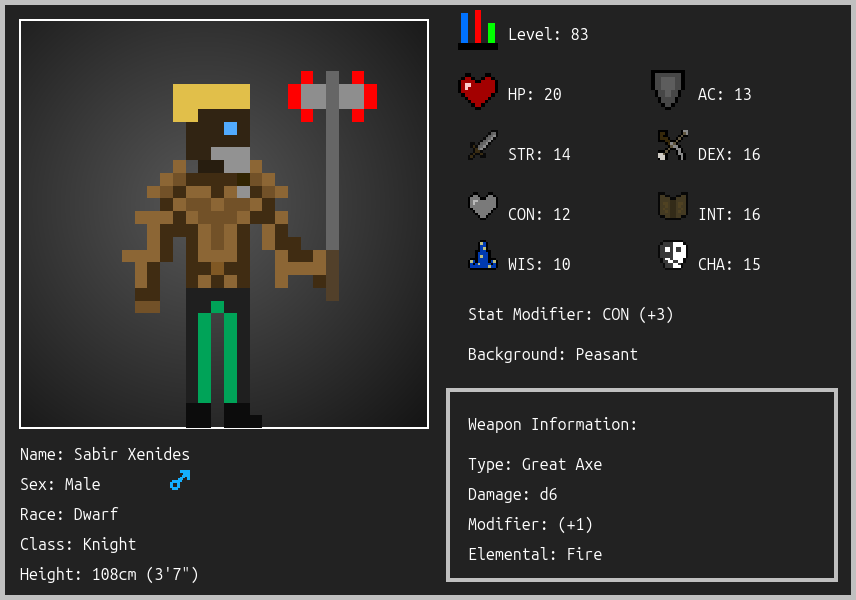 Level: 83
HP: 20
AC: 13
STR: 14
DEX: 16
CON: 12
INT: 16
WIS: 10
CHA: 15
Stat Modifier: CON (+3)
Background: Peasant
Weapon Information:
Type: Great Axe
Damage: d6
Modifier: (+1)
Elemental: Fire
Name: Sabir Xenides
Sex: Male
Race: Dwarf
Class: Knight
Height: 108cm (3'7")